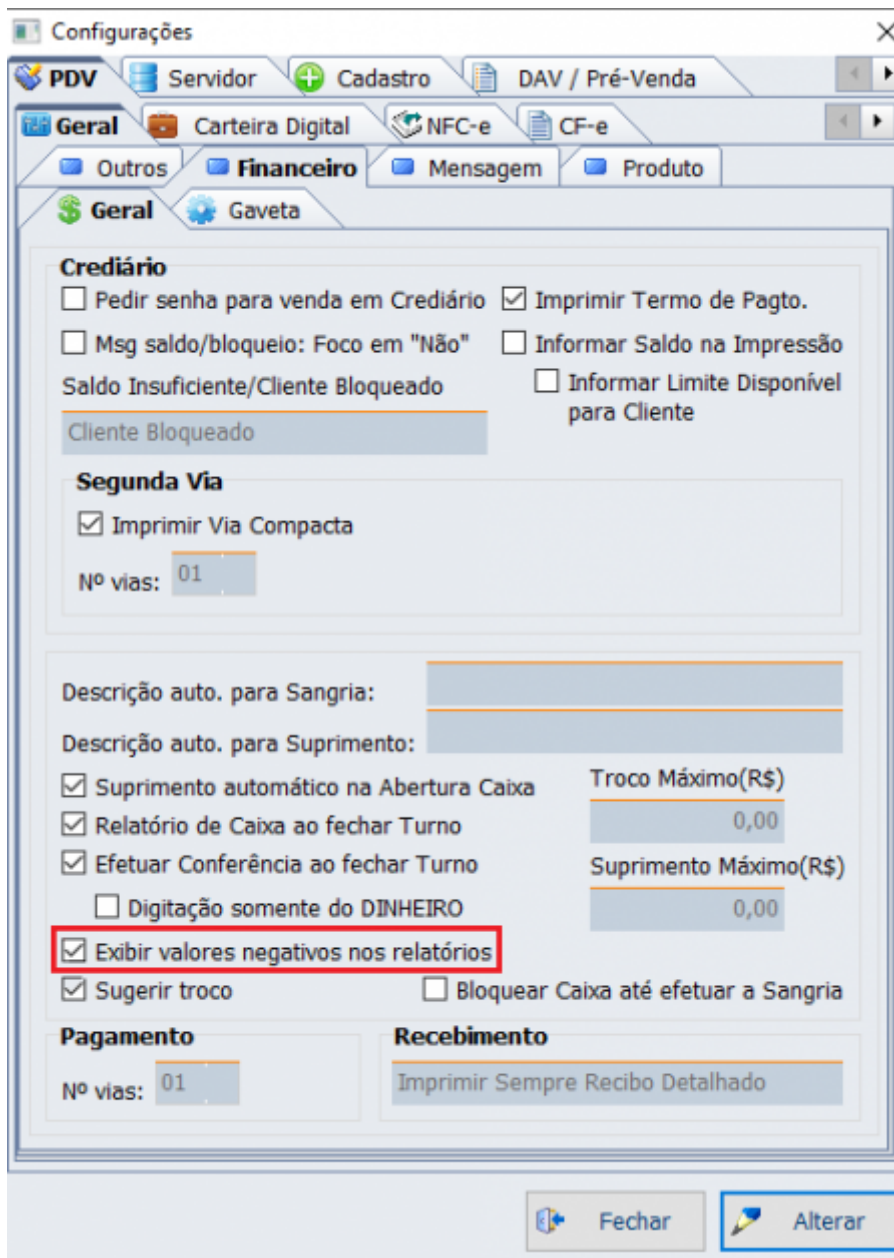 Configurações
PDV Servidor Cadastro DAV / Pré-Venda
Geral Carteira Digital NFC-e CF-e
Outros Financeiro Mensagem Produto
Geral Gaveta
Crediário
Pedir senha para venda em Crediário Imprimir Termo de Pagto.
Msg saldo/bloqueio: Foco em "Não" Informar Saldo na Impressão
Saldo Insuficiente/Cliente Bloqueado Informar Limite Disponível
para Cliente
Cliente Bloqueado
Segunda Via
Imprimir Via Compacta
Nº vias: 01
Descrição auto. para Sangria:
Descrição auto. para Suprimento:
Suprimento automático na Abertura Caixa Troco Máximo(R$)
Relatório de Caixa ao fechar Turno 0,00
Efetuar Conferência ao fechar Turno Suprimento Máximo(R$)
Digitação somente do DINHEIRO 0,00
Exibir valores negativos nos relatórios
Sugerir troco Bloquear Caixa até efetuar a Sangria
Pagamento Recebimento
Nº vias: 01 Imprimir Sempre Recibo Detalhado
Fechar Alterar